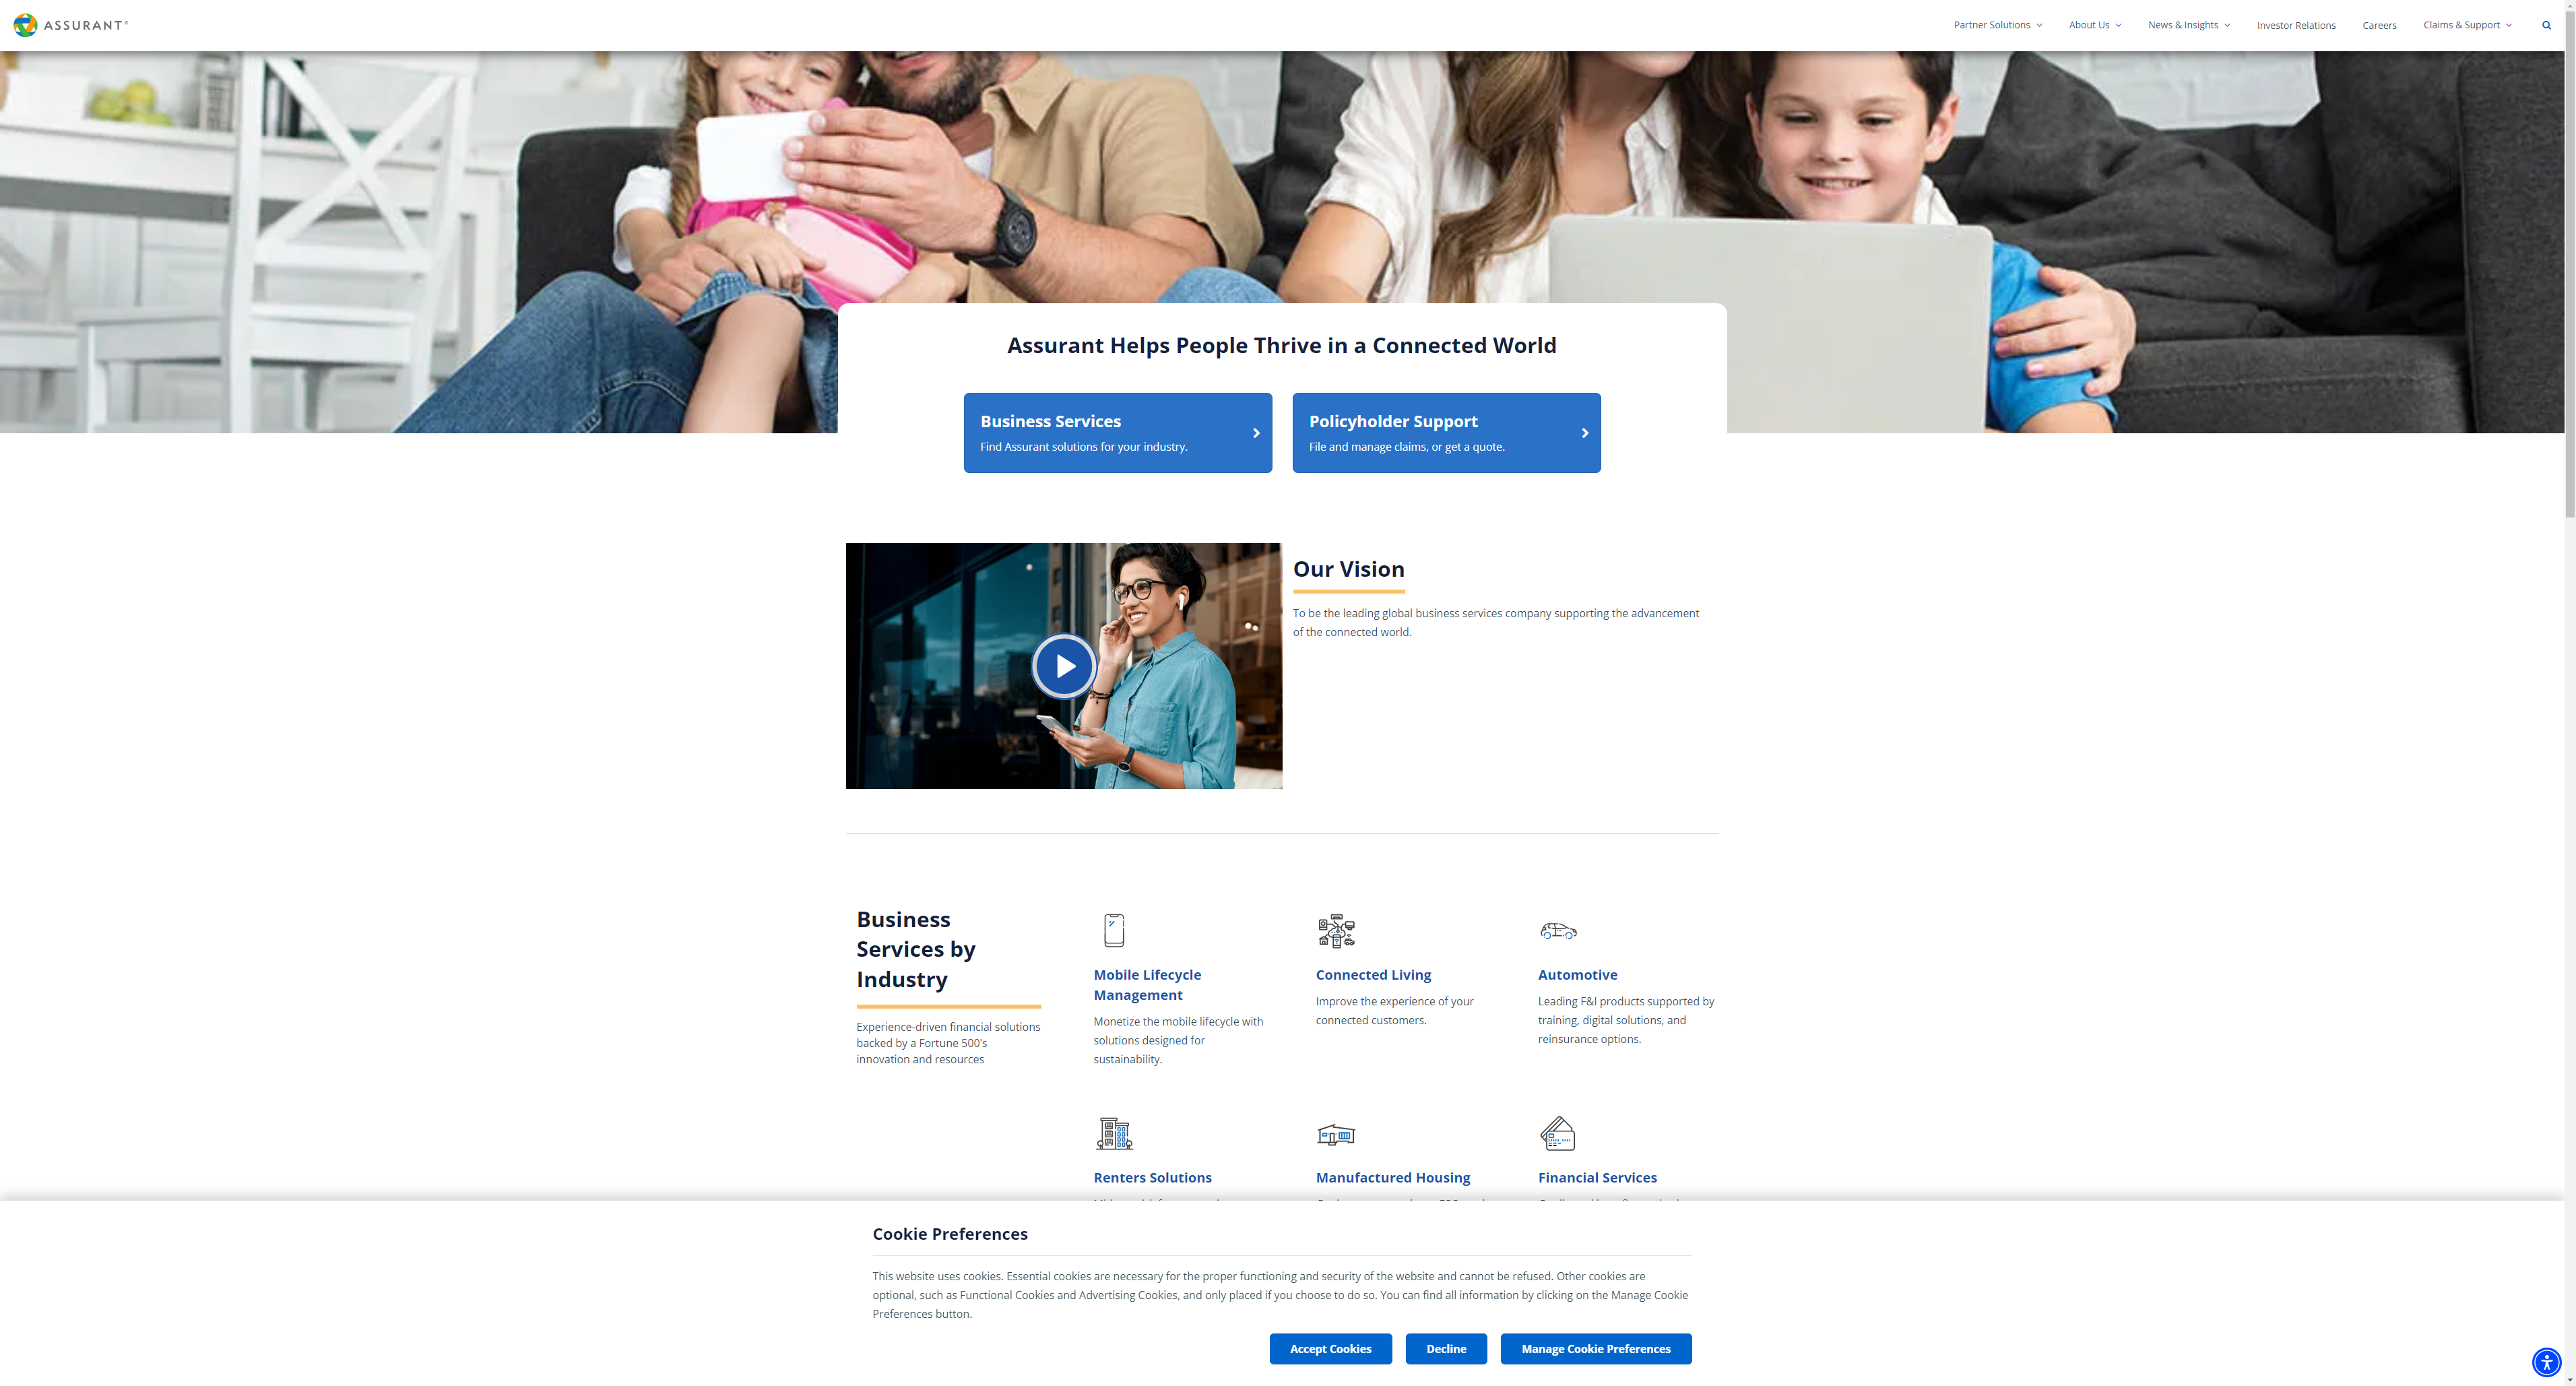 ASSURANT®
Partner Solutions
About Us
News & Insights
Investor Relations
Careers
Claims & Support
Assurant Helps People Thrive in a Connected World
Business Services
Find Assurant solutions for your industry.
Policyholder Support
File and manage claims, or get a quote.
Our Vision
To be the leading global business services company supporting the advancement
of the connected world.
Business
Services by
Industry
Experience-driven financial solutions
backed by a Fortune 500's
innovation and resources
Mobile Lifecycle
Management
Monetize the mobile lifecycle with
solutions designed for
sustainability.
Connected Living
Improve the experience of your
connected customers.
Automotive
Leading F&I products supported by
training, digital solutions, and
reinsurance options.
Renters Solutions
Manufactured Housing
Financial Services
Cookie Preferences
This website uses cookies. Essential cookies are necessary for the proper functioning and security of the website and cannot be refused. Other cookies are
optional, such as Functional Cookies and Advertising Cookies, and only placed if you choose to do so. You can find all information by clicking on the Manage Cookie
Preferences button.
Accept Cookies
Decline
Manage Cookie Preferences